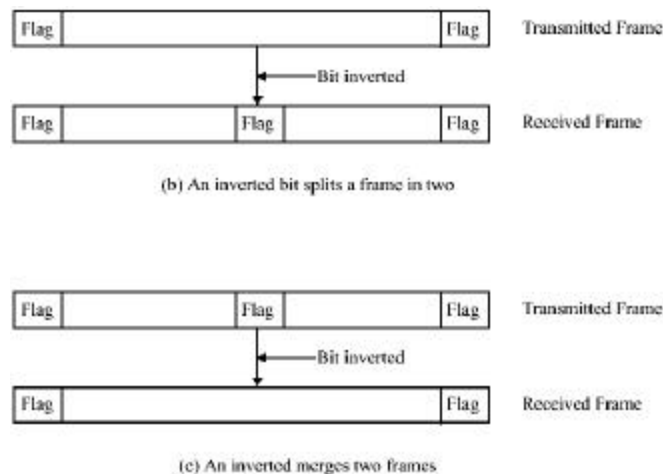 Flag Flag Transmitted Frame
Bit inverted
Flag Flag Flag Received Frame
(b) An inverted bit splits a frame in two
Flag Flag Flag Transmitted Frame
Bit inverted
Flag Flag Received Frame
(c) An inverted merges two frames